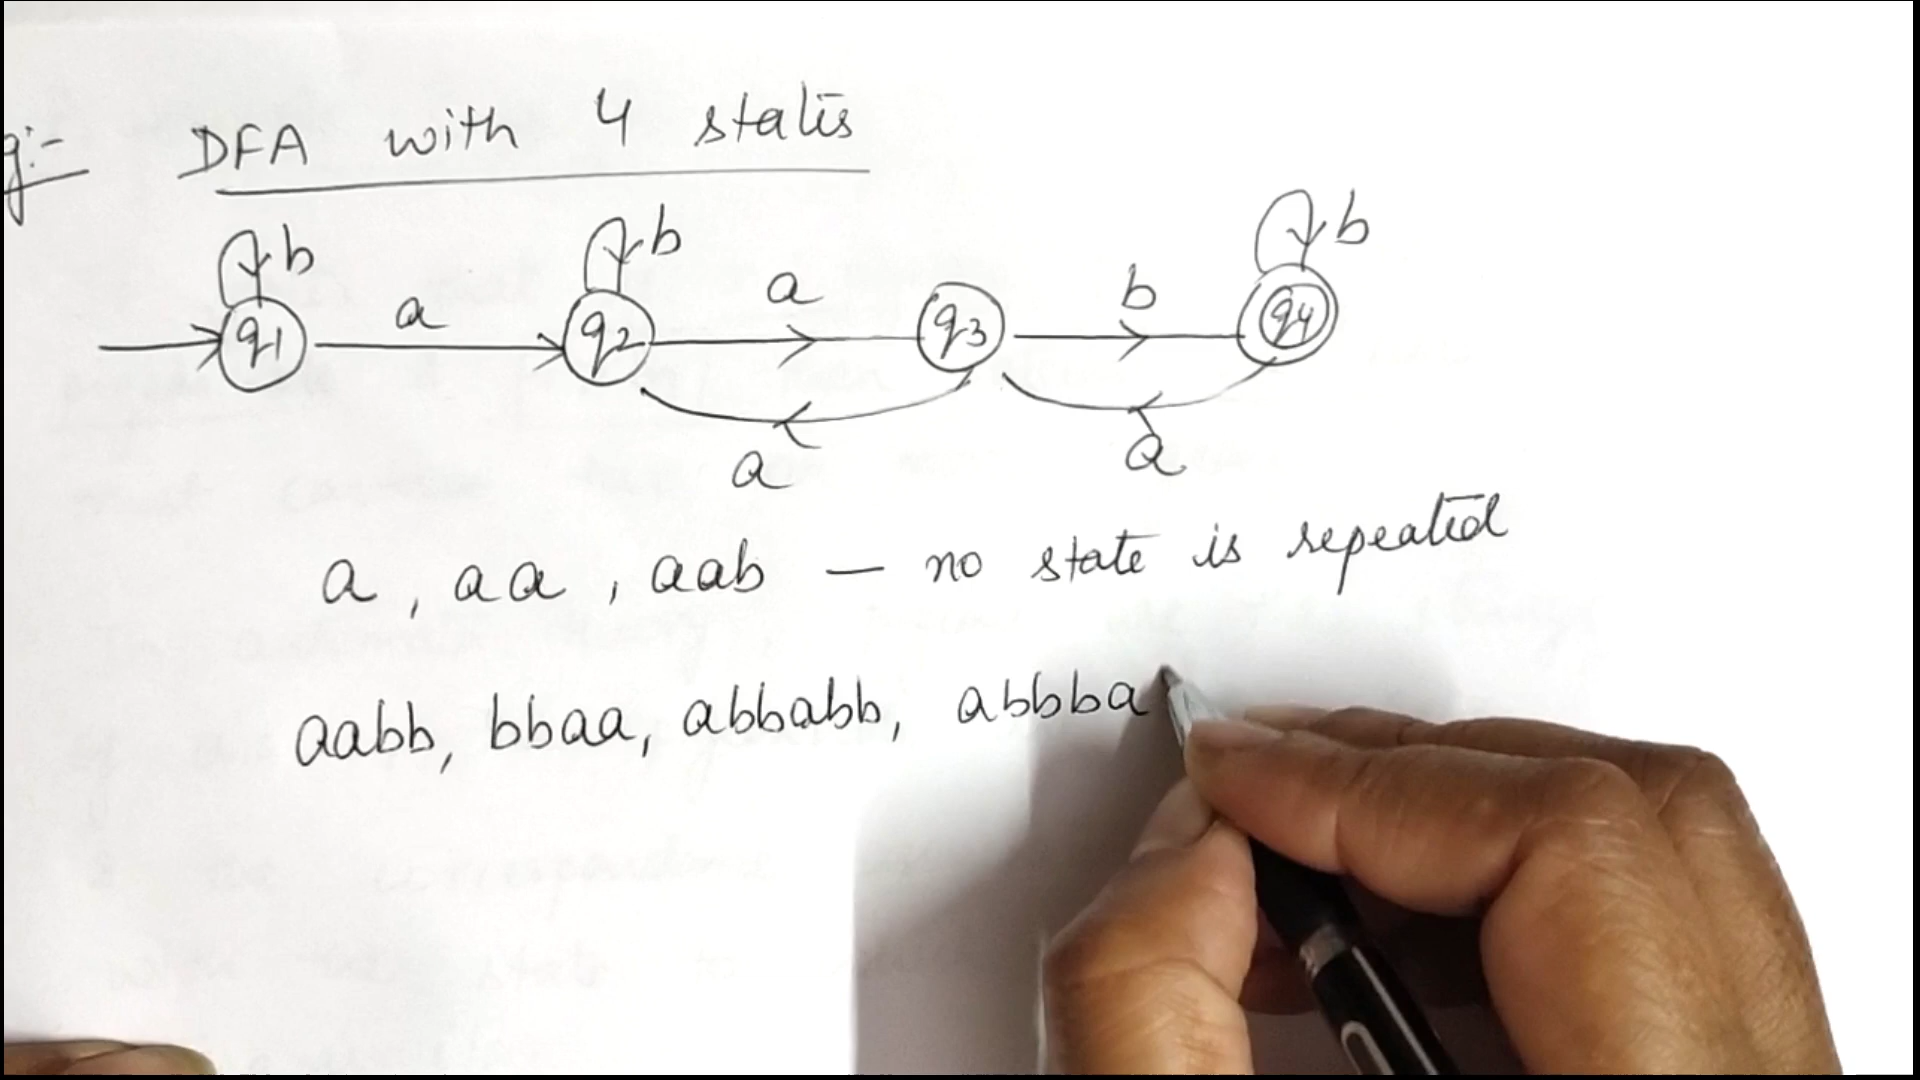 g:- DFA with 4 states
b b b
a a b
q1 q2 q3 q4
a a
a , aa , aab — no state is repeated
aabb, bbaa, abbabb, abbba